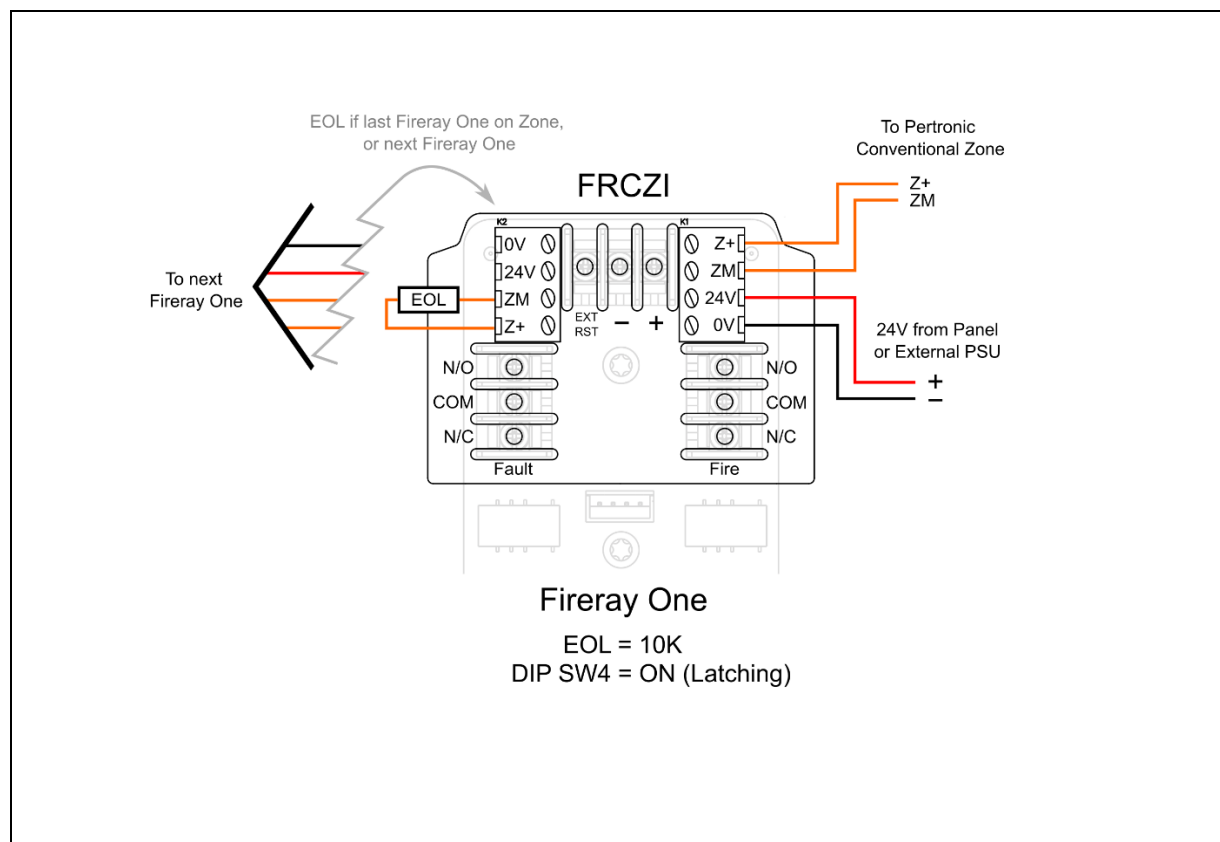 EOL if last Fireray One on Zone,
or next Fireray One
To Pertronic
Conventional Zone
FRCZI
Z+
ZM
K2
K1
0V
24V
ZM
Z+
EOL
To next
Fireray One
EXT
RST
–
+
Z+
ZM
24V
0V
24V from Panel
or External PSU
+
–
N/O
COM
N/C
Fault
N/O
COM
N/C
Fire
Fireray One
EOL = 10K
DIP SW4 = ON (Latching)